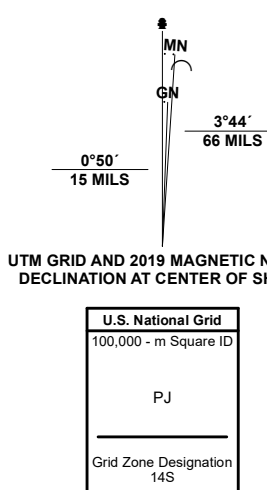 MN
GN
3°44´
66 MILS
0°50´
15 MILS
UTM GRID AND 2019 MAGNETIC N
DECLINATION AT CENTER OF SH
U.S. National Grid
100,000 - m Square ID
PJ
Grid Zone Designation
14S